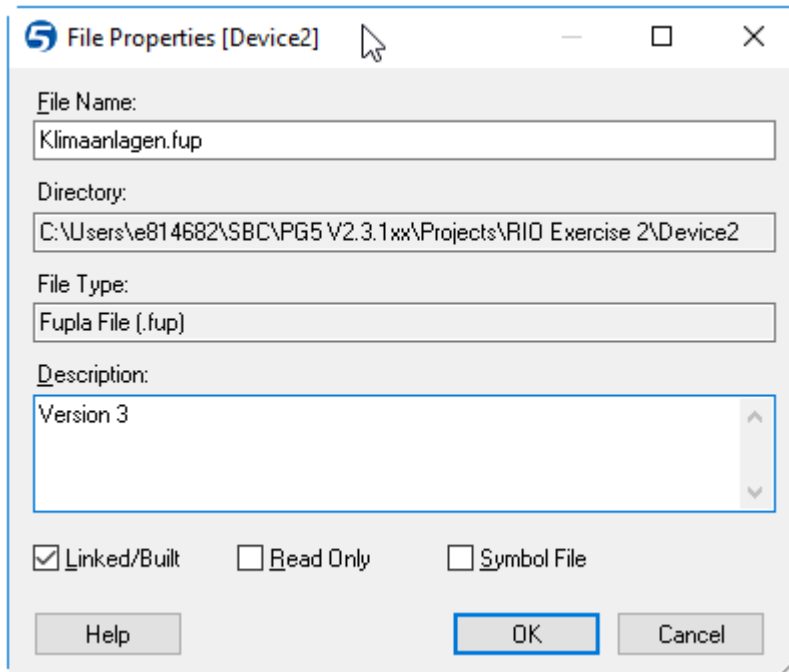 File Properties [Device2]
File Name:
Klimaanlagen.fup
Directory:
C:\Users\e814682\SBC\PG5 V2.3.1xx\Projects\RIO Exercise 2\Device2
File Type:
Fupla File (.fup)
Description:
Version 3
Linked/Built Read Only Symbol File
Help OK Cancel